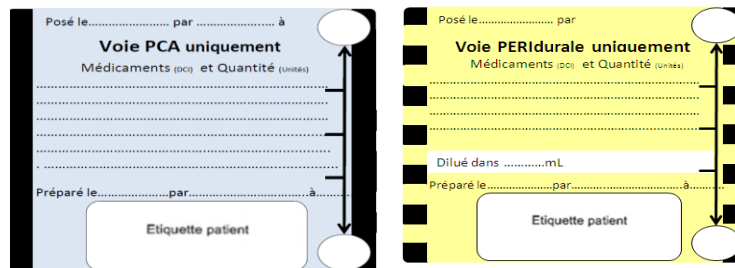 Posé le........................ par ........................ à
Voie PCA uniquement
Médicaments (DCI) et Quantité (Unités)
Préparé le....................par............................à..........
Etiquette patient
Posé le....................... par
Voie PERIdurale uniquement
Médicaments (DCI) et Quantité (Unités)
Dilué dans ............mL
Préparé le....................par............................à..........
Etiquette patient